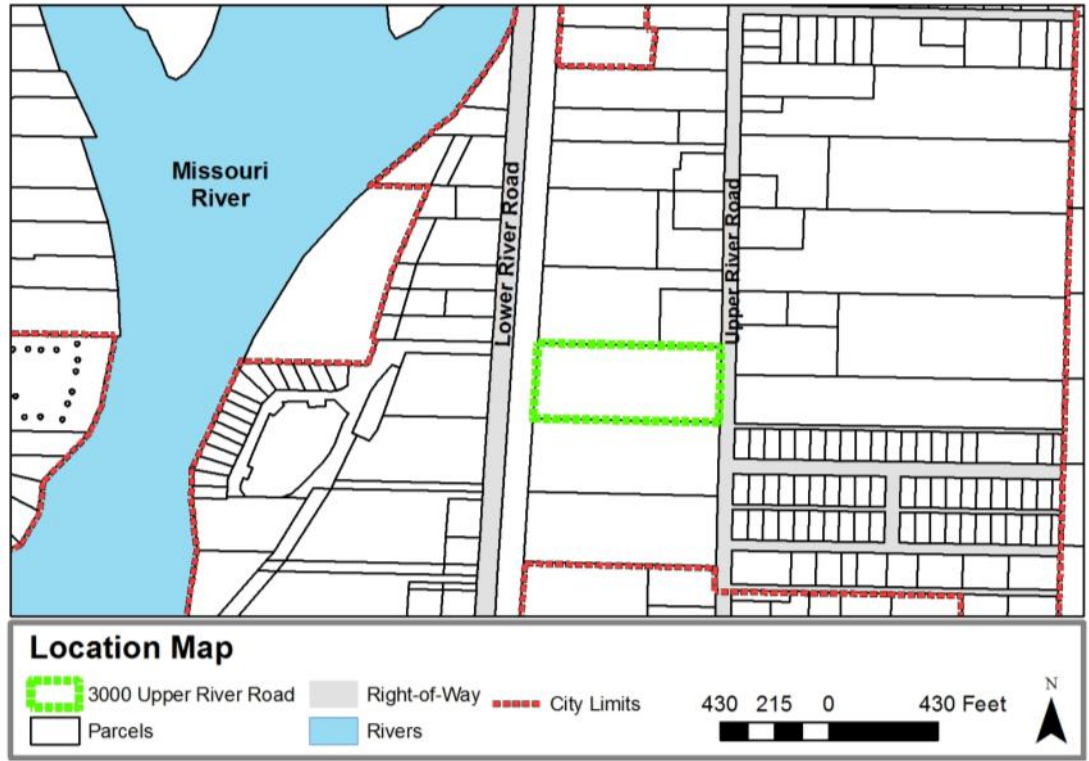 Missouri
River
Lower River Road
Upper River Road
Location Map
3000 Upper River Road
Right-of-Way
City Limits
Parcels
Rivers
430 215 0 430 Feet
N